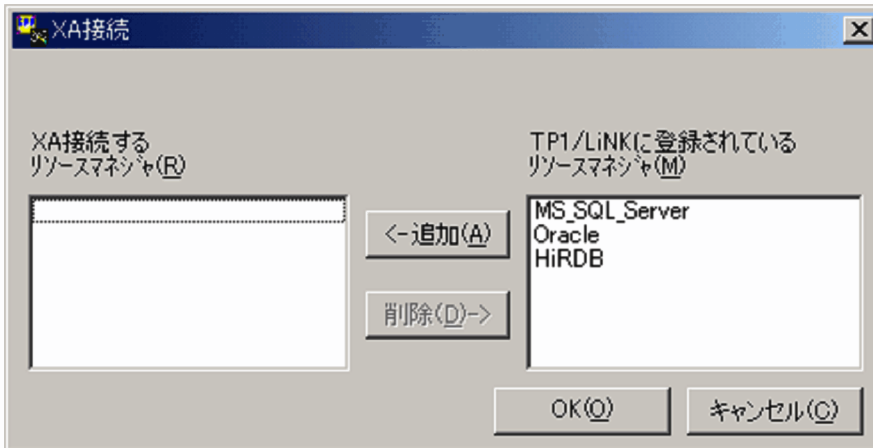 XA接続
XA接続する
リソースマネジャ(R)
TP1/LiNKに登録されている
リソースマネジャ(M)
MS_SQL_Server
Oracle
HiRDB
<-追加(A)
削除(D)->
OK(O)
キャンセル(C)